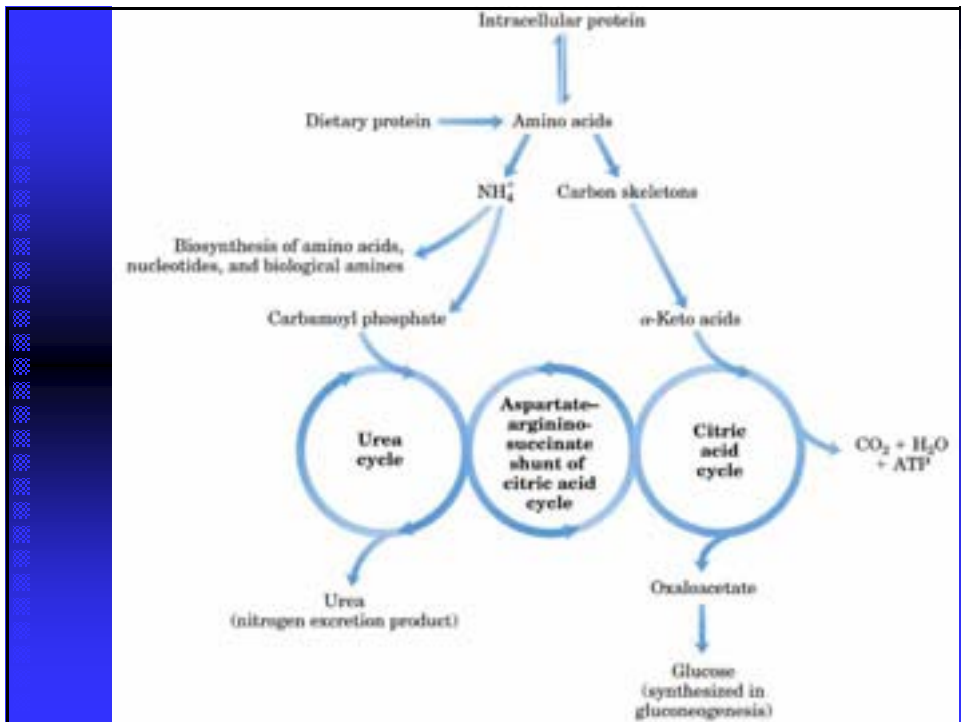 Intracellular protein
Dietary protein
Amino acids
NH₄⁺
Carbon skeletons
Biosynthesis of amino acids,
nucleotides, and biological amines
Carbamoyl phosphate
α-Keto acids
Urea
cycle
Aspartate–
arginino-
succinate
shunt of
citric acid
cycle
Citric
acid
cycle
CO₂ + H₂O
+ ATP
Urea
(nitrogen excretion product)
Oxaloacetate
Glucose
(synthesized in
gluconeogenesis)